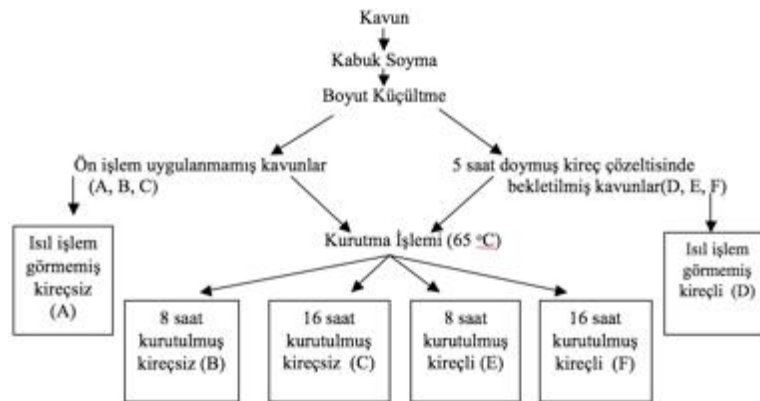 Kavun
Kabuk Soyma
Boyut Küçültme
Ön işlem uygulanmamış kavunlar
(A, B, C)
5 saat doymuş kireç çözeltisinde
bekletilmiş kavunlar(D, E, F)
Kurutma İşlemi (65 °C)
Isıl işlem
görmemiş
kireçsiz
(A)
Isıl işlem
görmemiş
kireçli (D)
8 saat
kurutulmuş
kireçsiz (B)
16 saat
kurutulmuş
kireçsiz (C)
8 saat
kurutulmuş
kireçli (E)
16 saat
kurutulmuş
kireçli (F)